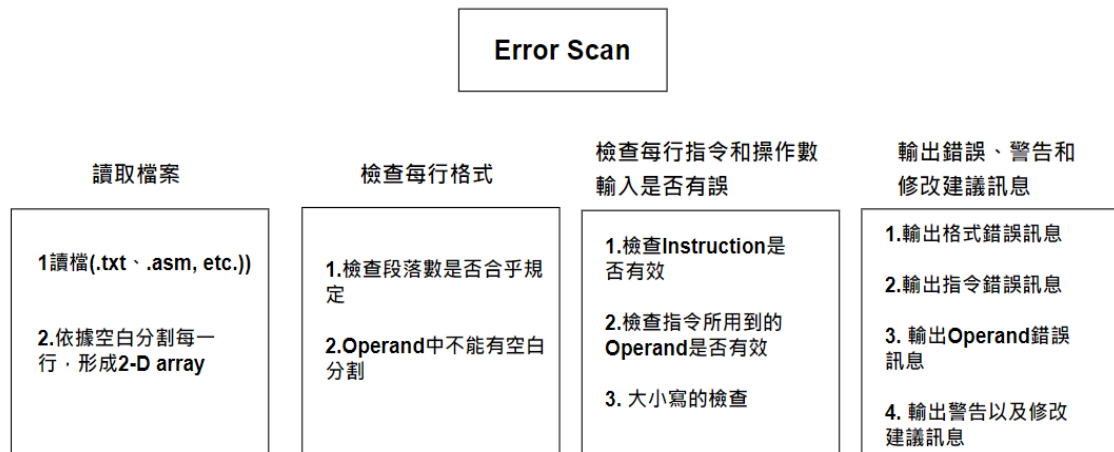 Error Scan
讀取檔案
1讀檔(.txt、.asm, etc.))
2.依據空白分割每一
行，形成2-D array
檢查每行格式
1.檢查段落數是否合乎規
定
2.Operand中不能有空白
分割
檢查每行指令和操作數
輸入是否有誤
1.檢查Instruction是
否有效
2.檢查指令所用到的
Operand是否有效
3. 大小寫的檢查
輸出錯誤、警告和
修改建議訊息
1.輸出格式錯誤訊息
2.輸出指令錯誤訊息
3. 輸出Operand錯誤
訊息
4. 輸出警告以及修改
建議訊息